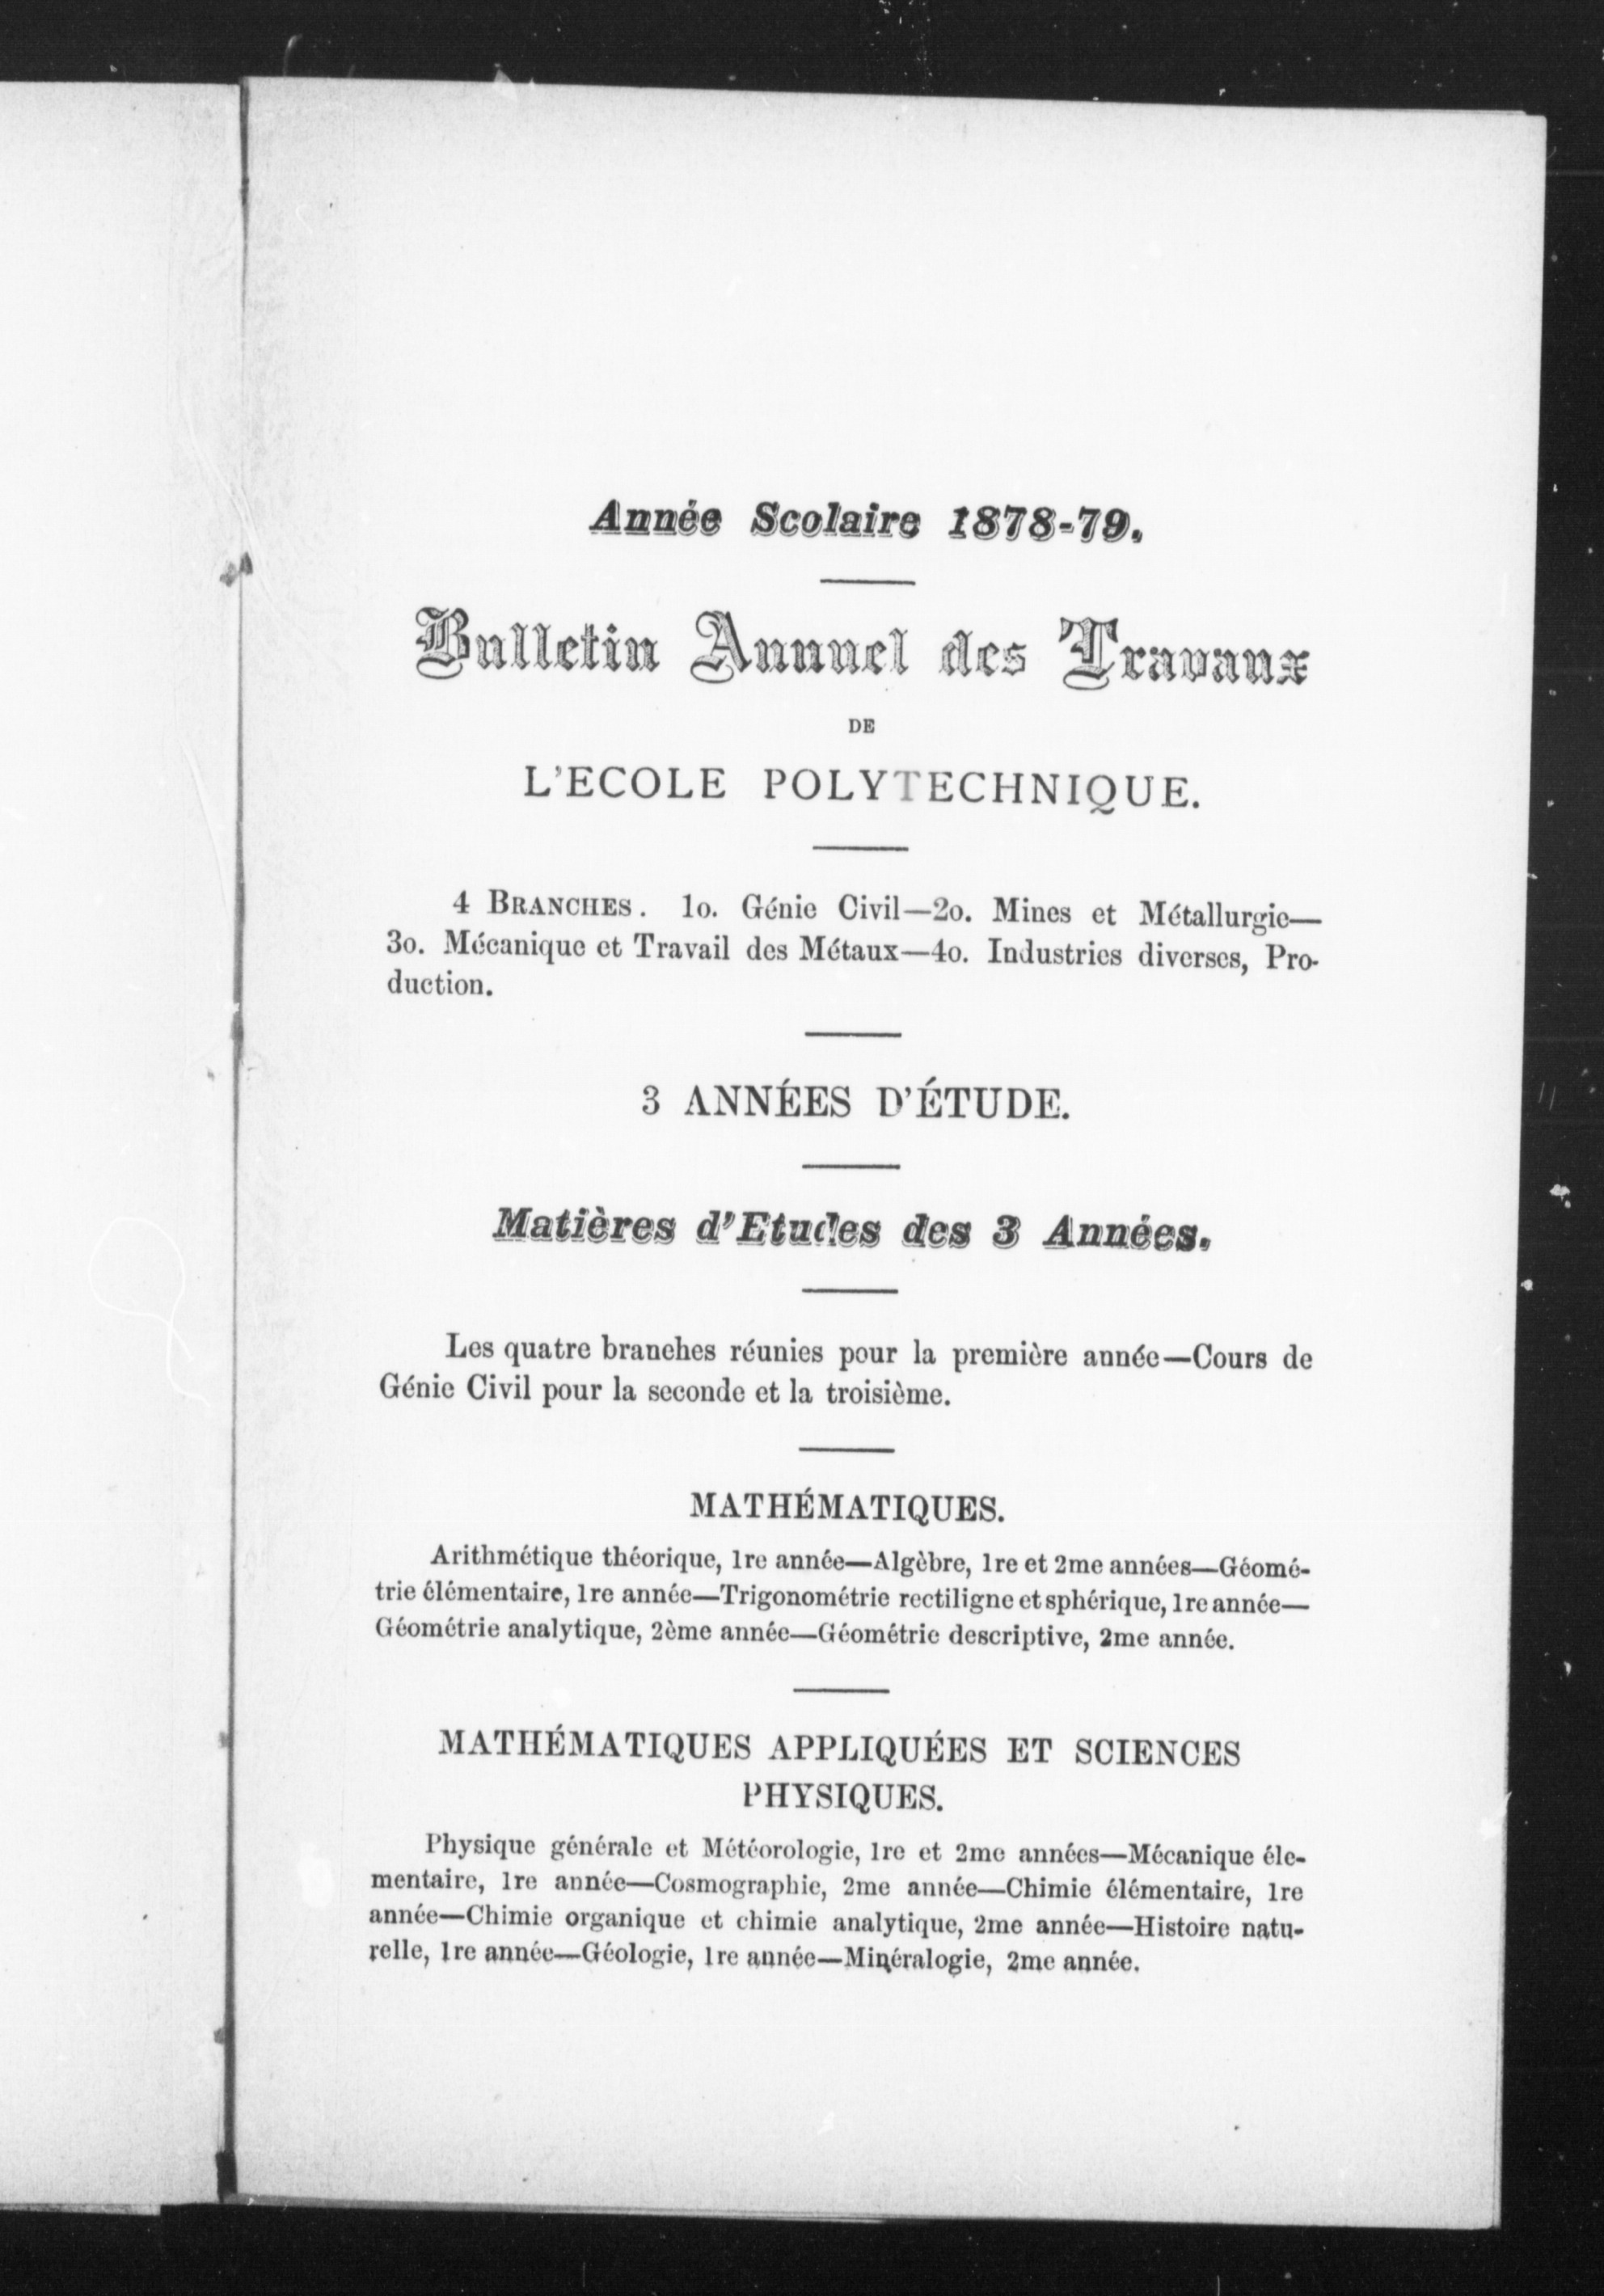 Année Scolaire 1878-79.
Bulletin Annuel des Travaux
DE
L'ECOLE POLYTECHNIQUE.
4 BRANCHES. 1o. Génie Civil—2o. Mines et Métallurgie—
3o. Mécanique et Travail des Métaux—4o. Industries diverses, Pro-
duction.
3 ANNÉES D'ÉTUDE.
Matières d'Etudes des 3 Années.
Les quatre branches réunies pour la première année—Cours de
Génie Civil pour la seconde et la troisième.
MATHÉMATIQUES.
Arithmétique théorique, 1re année—Algèbre, 1re et 2me années—Géomé-
trie élémentaire, 1re année—Trigonométrie rectiligne et sphérique, 1re année—
Géométrie analytique, 2ème année—Géométrie descriptive, 2me année.
MATHÉMATIQUES APPLIQUÉES ET SCIENCES
PHYSIQUES.
Physique générale et Météorologie, 1re et 2me années—Mécanique éle-
mentaire, 1re année—Cosmographie, 2me année—Chimie élémentaire, 1re
année—Chimie organique et chimie analytique, 2me année—Histoire natu-
relle, 1re année—Géologie, 1re année—Minéralogie, 2me année.